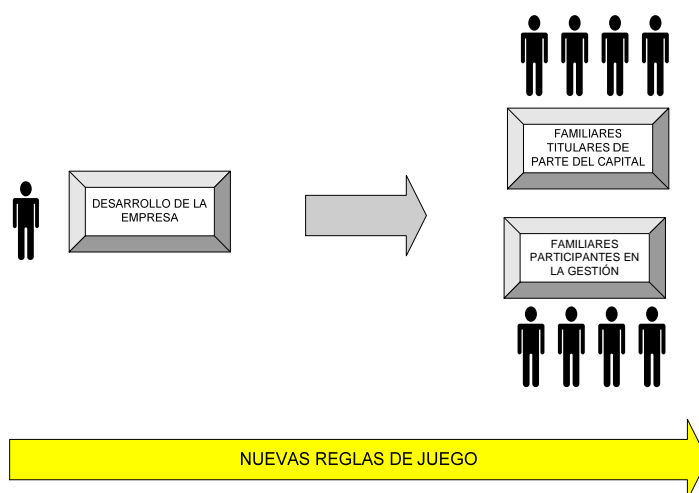 DESARROLLO DE LA
EMPRESA
FAMILIARES
TITULARES DE
PARTE DEL CAPITAL
FAMILIARES
PARTICIPANTES EN
LA GESTIÓN
NUEVAS REGLAS DE JUEGO